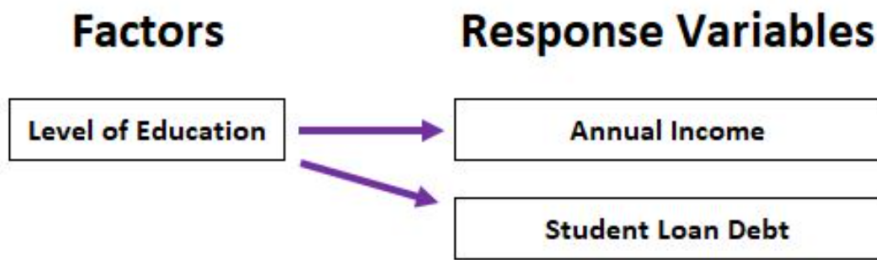 Factors
Response Variables
Level of Education
Annual Income
Student Loan Debt